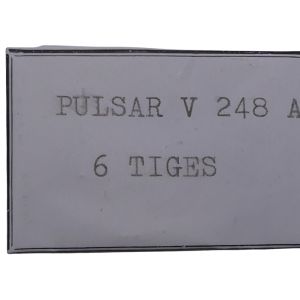 PULSAR V 248 A
6 TIGES